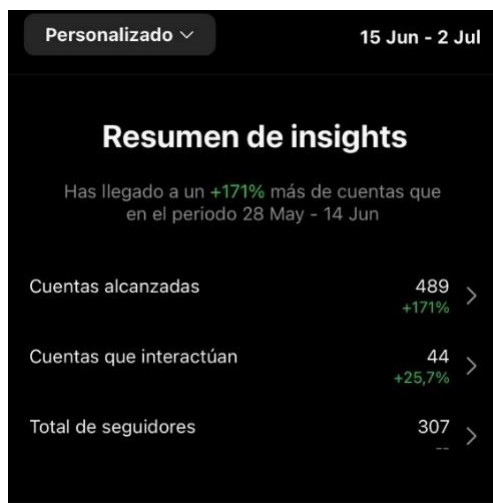 Personalizado
15 Jun - 2 Jul
Resumen de insights
Has llegado a un +171% más de cuentas que
en el periodo 28 May - 14 Jun
Cuentas alcanzadas 489
+171%
Cuentas que interactúan 44
+25,7%
Total de seguidores 307
--